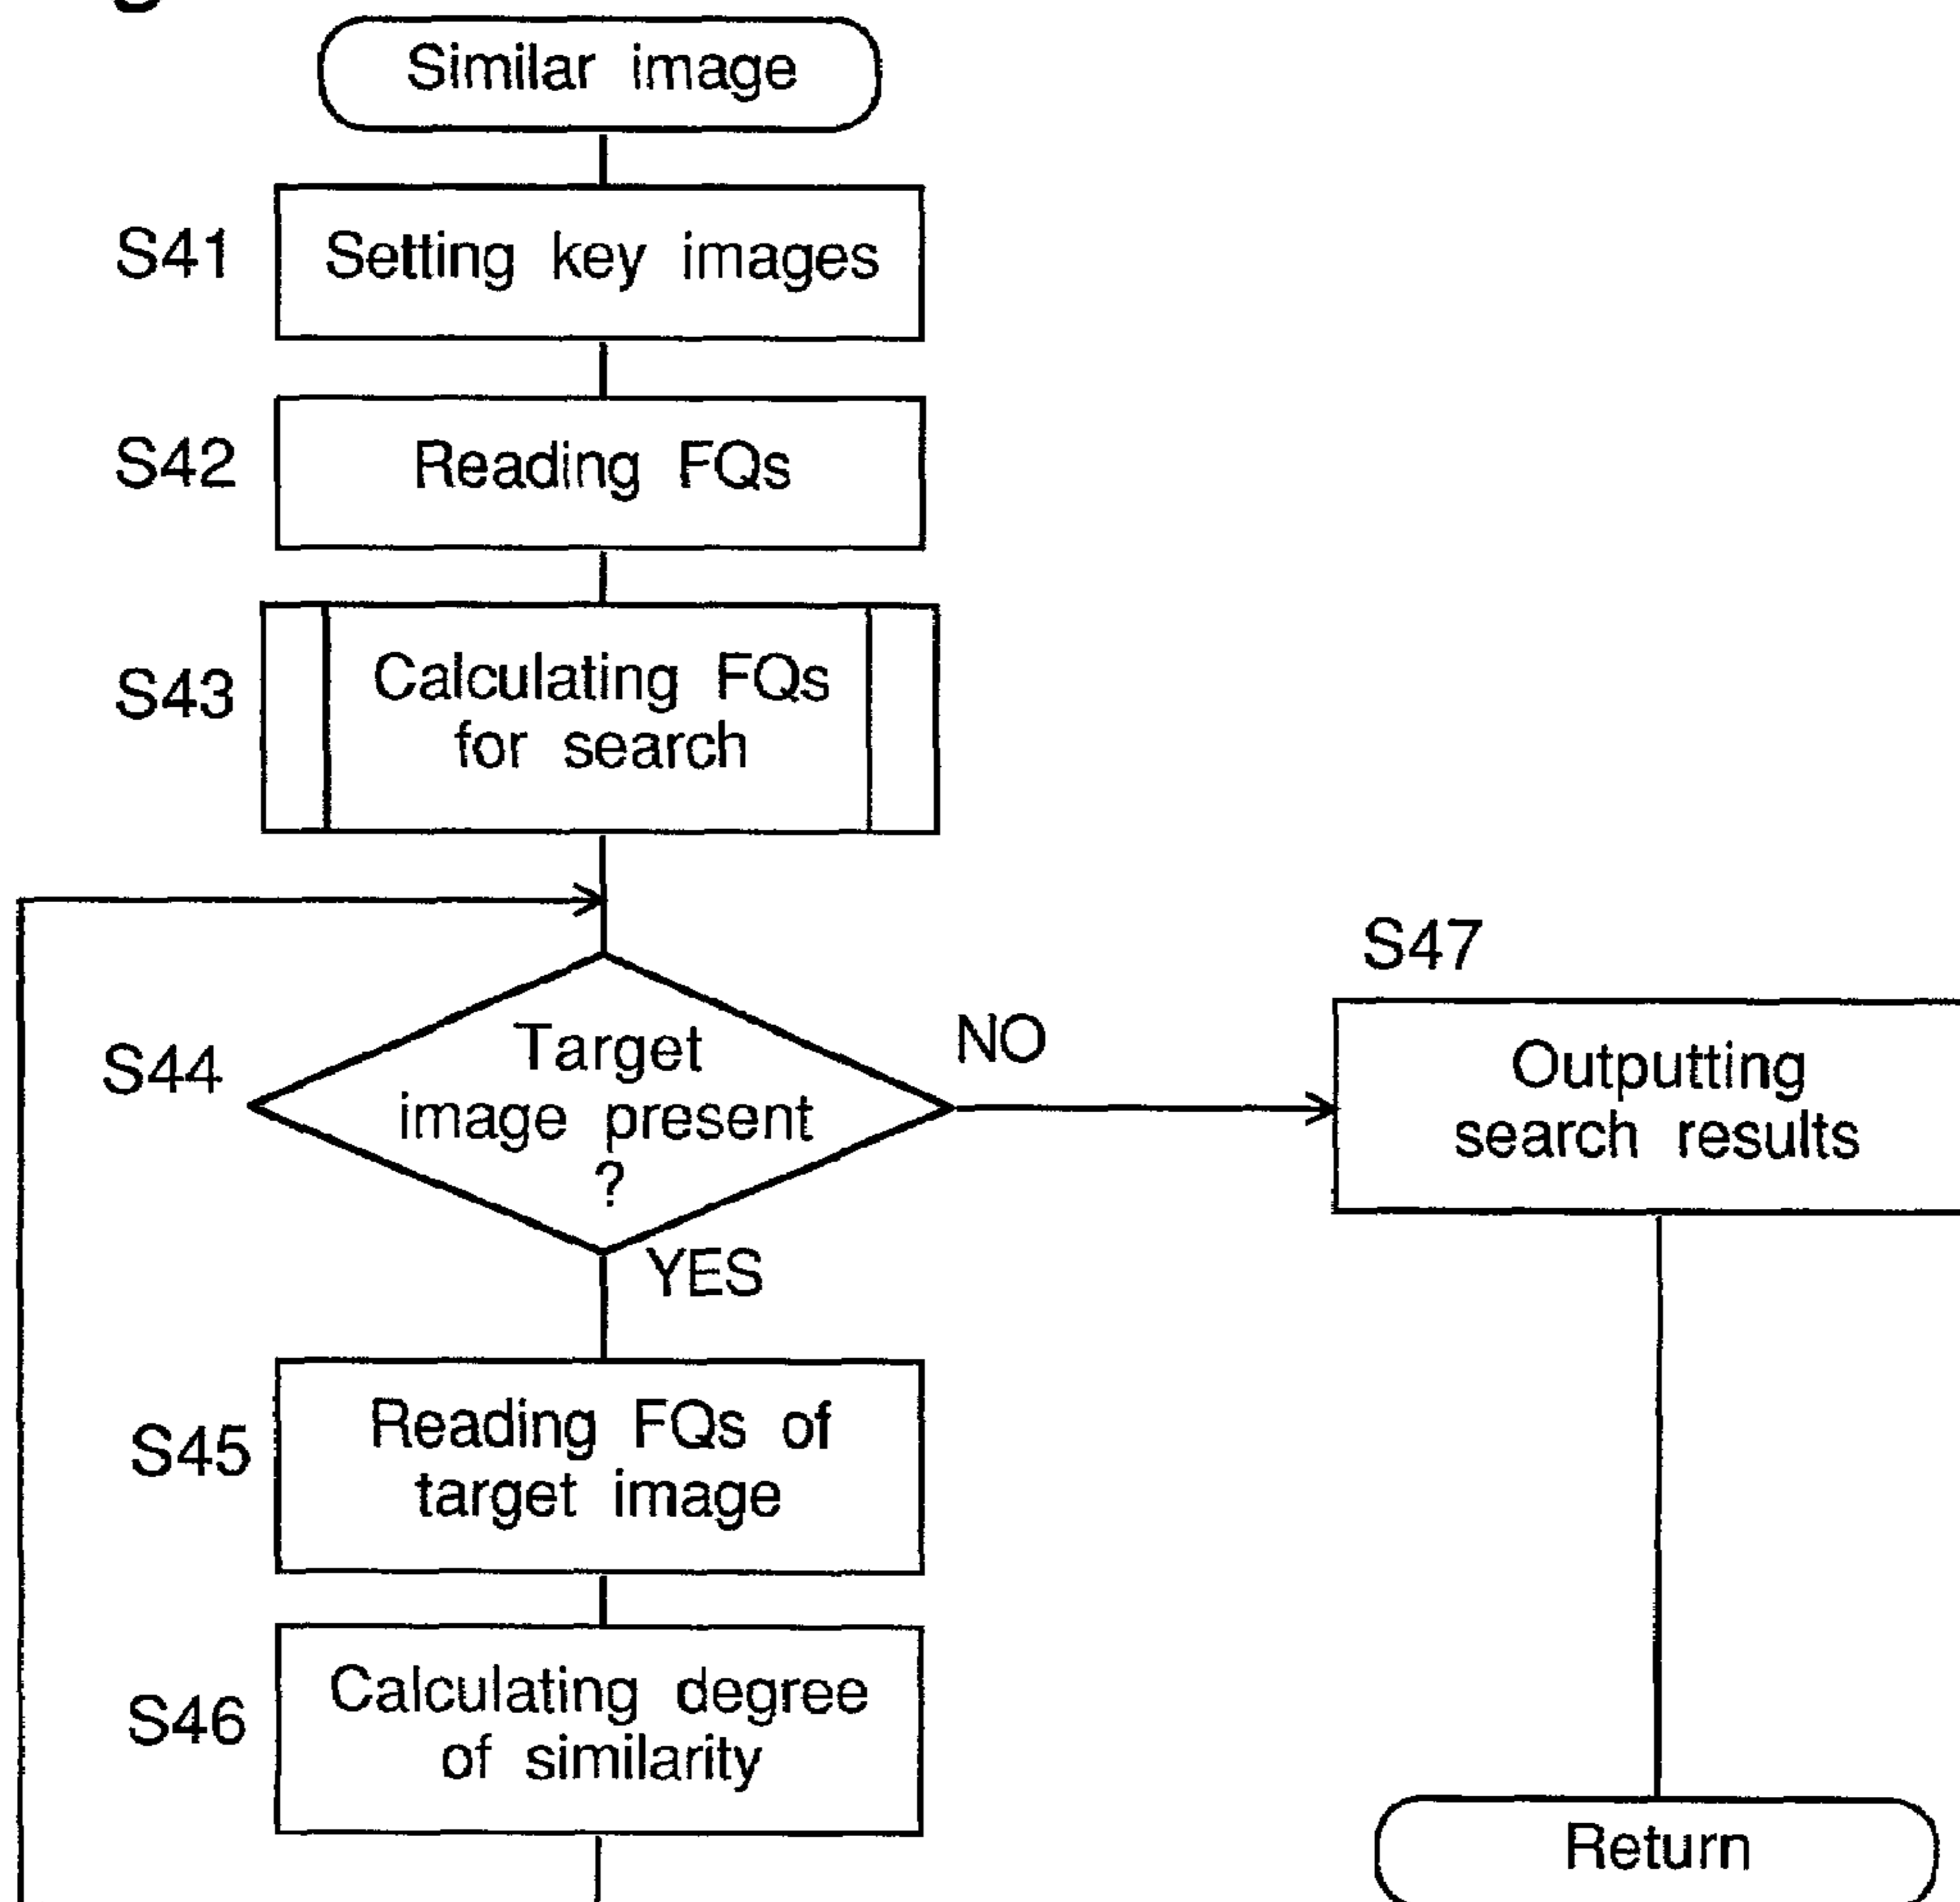 Similar image
S41
Setting key images
S42
Reading FQs
S43
Calculating FQs
for search
S44
Target
image present
?
NO
YES
S47
Outputting
search results
S45
Reading FQs of
target image
S46
Calculating degree
of similarity
Return